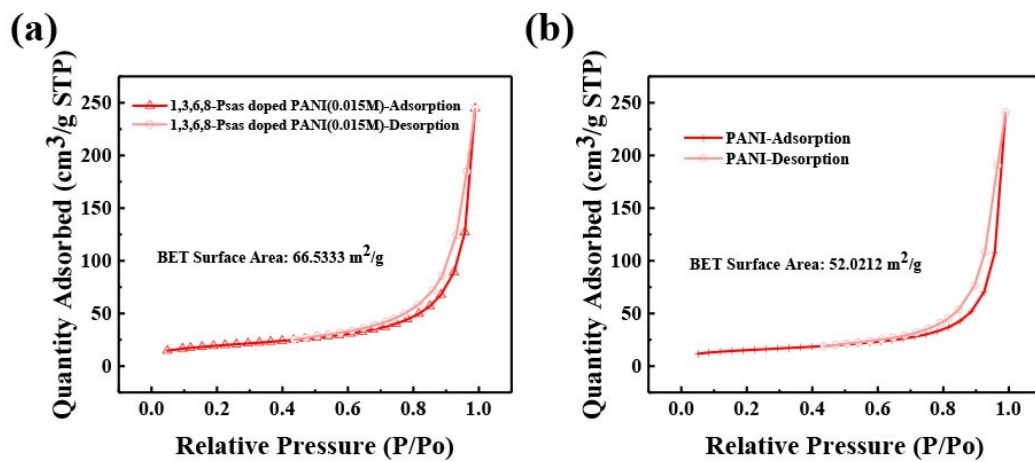 (a)
Quantity Adsorbed (cm³/g STP)
250
200
150
100
50
0
1,3,6,8-Psas doped PANI(0.015M)-Adsorption
1,3,6,8-Psas doped PANI(0.015M)-Desorption
BET Surface Area: 66.5333 m²/g
0.0 0.2 0.4 0.6 0.8 1.0
Relative Pressure (P/Po)
(b)
Quantity Adsorbed (cm³/g STP)
250
200
150
100
50
0
PANI-Adsorption
PANI-Desorption
BET Surface Area: 52.0212 m²/g
0.0 0.2 0.4 0.6 0.8 1.0
Relative Pressure (P/Po)